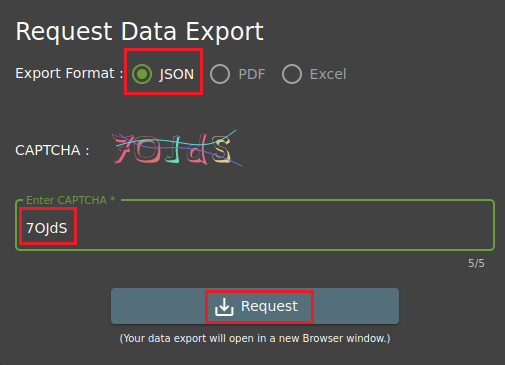 Request Data Export
Export Format : JSON PDF Excel
CAPTCHA : 7OJdS
Enter CAPTCHA *
7OJdS
5/5
Request
(Your data export will open in a new Browser window.)